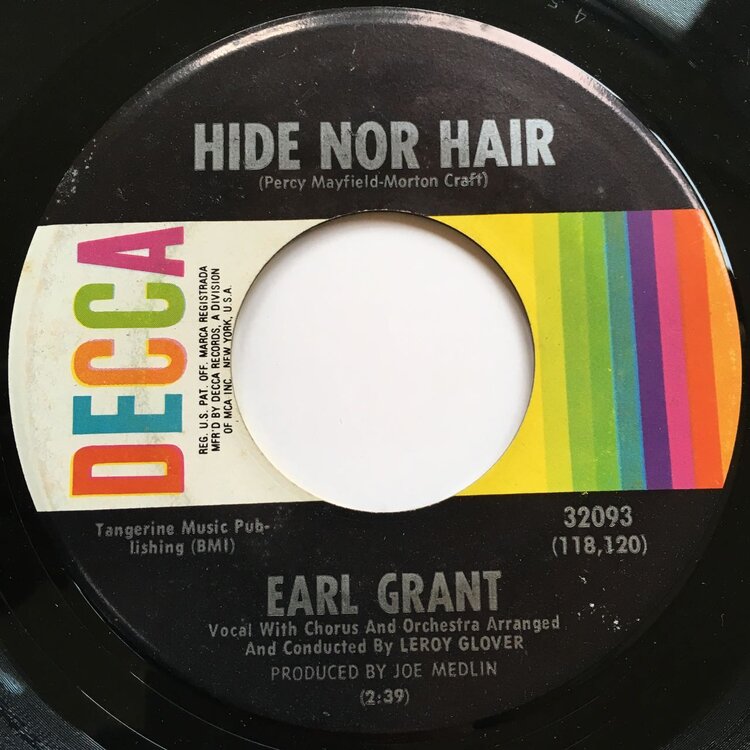 HIDE NOR HAIR
(Percy Mayfield-Morton Craft)
DECCA
REG. U.S. PAT. OFF. MARCA REGISTRADA
MFR'D BY DECCA RECORDS, A DIVISION
OF MCA INC. NEW YORK, U.S.A.
Tangerine Music Pub-
lishing (BMI)
32093
(118,120)
EARL GRANT
Vocal With Chorus And Orchestra Arranged
And Conducted By LEROY GLOVER
PRODUCED BY JOE MEDLIN
(2:39)